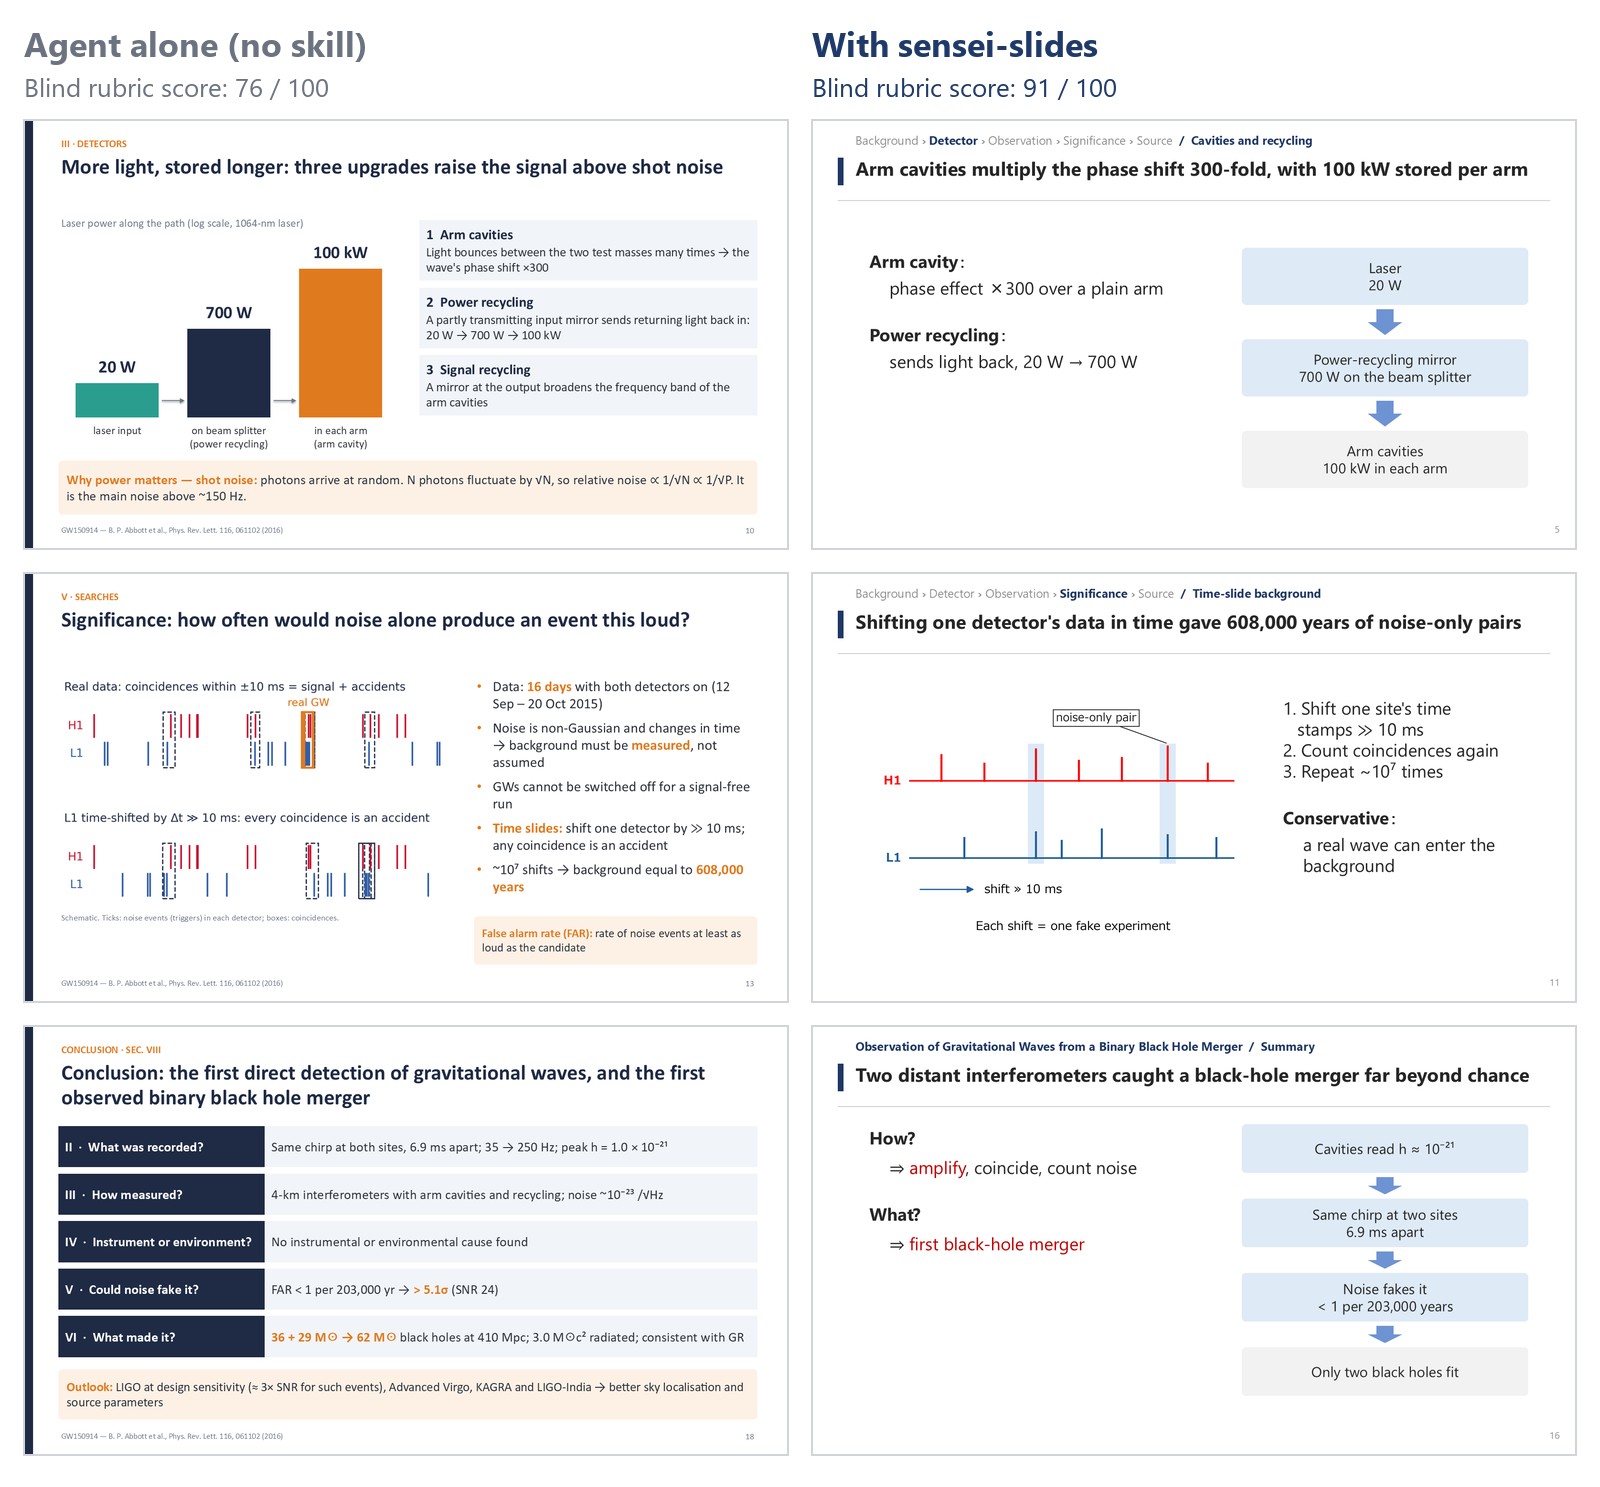 Agent alone (no skill)
Blind rubric score: 76 / 100
III · DETECTORS
More light, stored longer: three upgrades raise the signal above shot noise
Laser power along the path (log scale, 1064-nm laser)
100 kW
700 W
20 W
laser input
on beam splitter
(power recycling)
in each arm
(arm cavity)
1 Arm cavities
Light bounces between the two test masses many times → the
wave's phase shift ×300
2 Power recycling
A partly transmitting input mirror sends returning light back in:
20 W → 700 W → 100 kW
3 Signal recycling
A mirror at the output broadens the frequency band of the
arm cavities
Why power matters — shot noise: photons arrive at random. N photons fluctuate by √N, so relative noise ∝ 1/√N ∝ 1/√P. It
is the main noise above ~150 Hz.
GW150914 — B. P. Abbott et al., Phys. Rev. Lett. 116, 061102 (2016)
10
V · SEARCHES
Significance: how often would noise alone produce an event this loud?
Real data: coincidences within ±10 ms = signal + accidents
real GW
H1
L1
L1 time-shifted by Δt ≫ 10 ms: every coincidence is an accident
H1
L1
Schematic. Ticks: noise events (triggers) in each detector; boxes: coincidences.
• Data: 16 days with both detectors on (12
Sep – 20 Oct 2015)
• Noise is non-Gaussian and changes in time
→ background must be measured, not
assumed
• GWs cannot be switched off for a signal-free
run
• Time slides: shift one detector by ≫ 10 ms;
any coincidence is an accident
• ~10⁷ shifts → background equal to 608,000
years
False alarm rate (FAR): rate of noise events at least as
loud as the candidate
GW150914 — B. P. Abbott et al., Phys. Rev. Lett. 116, 061102 (2016)
13
CONCLUSION · SEC. VIII
Conclusion: the first direct detection of gravitational waves, and the first
observed binary black hole merger
II · What was recorded?
Same chirp at both sites, 6.9 ms apart; 35 → 250 Hz; peak h = 1.0 × 10⁻²¹
III · How measured?
4-km interferometers with arm cavities and recycling; noise ~10⁻²³ /√Hz
IV · Instrument or environment?
No instrumental or environmental cause found
V · Could noise fake it?
FAR < 1 per 203,000 yr → > 5.1σ (SNR 24)
VI · What made it?
36 + 29 M☉ → 62 M☉ black holes at 410 Mpc; 3.0 M☉c² radiated; consistent with GR
Outlook: LIGO at design sensitivity (≈ 3× SNR for such events), Advanced Virgo, KAGRA and LIGO-India → better sky localisation and
source parameters
GW150914 — B. P. Abbott et al., Phys. Rev. Lett. 116, 061102 (2016)
18
With sensei-slides
Blind rubric score: 91 / 100
Background › Detector › Observation › Significance › Source / Cavities and recycling
Arm cavities multiply the phase shift 300-fold, with 100 kW stored per arm
Arm cavity:
phase effect ×300 over a plain arm
Power recycling:
sends light back, 20 W → 700 W
Laser
20 W
Power-recycling mirror
700 W on the beam splitter
Arm cavities
100 kW in each arm
5
Background › Detector › Observation › Significance › Source / Time-slide background
Shifting one detector's data in time gave 608,000 years of noise-only pairs
noise-only pair
H1
L1
shift » 10 ms
Each shift = one fake experiment
1. Shift one site's time
stamps ≫ 10 ms
2. Count coincidences again
3. Repeat ~10⁷ times
Conservative:
a real wave can enter the
background
11
Observation of Gravitational Waves from a Binary Black Hole Merger / Summary
Two distant interferometers caught a black-hole merger far beyond chance
How?
⇒ amplify, coincide, count noise
What?
⇒ first black-hole merger
Cavities read h ≈ 10⁻²¹
Same chirp at two sites
6.9 ms apart
Noise fakes it
< 1 per 203,000 years
Only two black holes fit
16